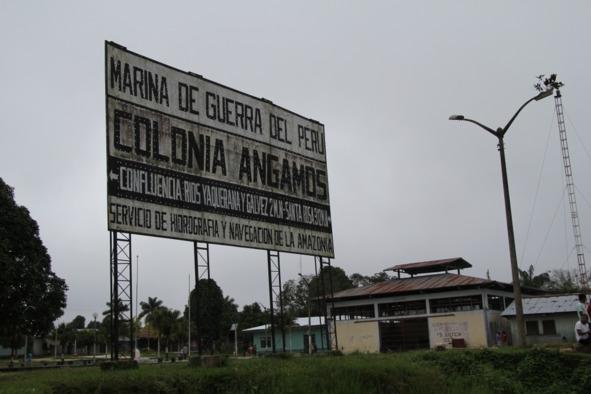 MARINA DE GUERRA DEL PERU
COLONIA ANGAMOS
CONFLUENCIA RIOS YAQUERANA Y GALVEZ
SERVICIO DE HIDROGRAFIA Y NAVEGACION DE LA AMAZONIA